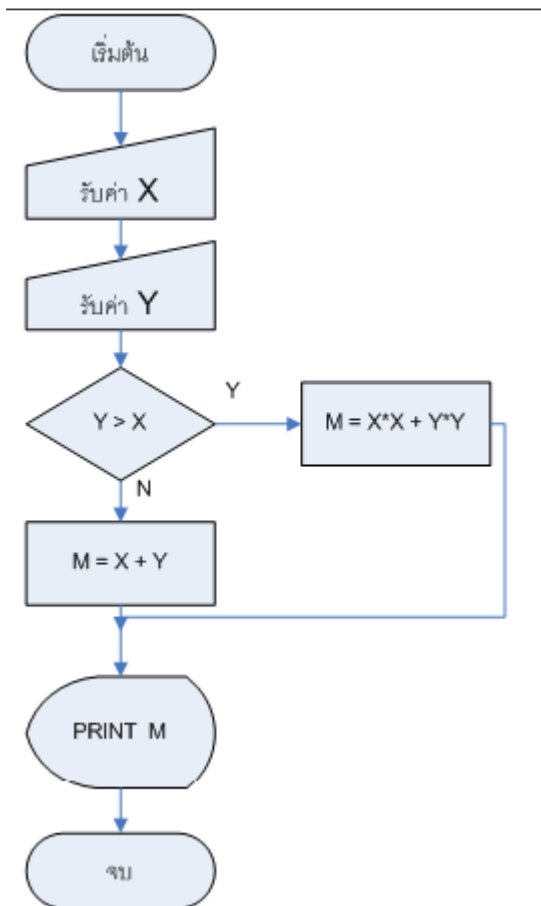 เริ่มต้น
รับค่า X
รับค่า Y
Y > X
Y
M = X*X + Y*Y
N
M = X + Y
PRINT M
จบ